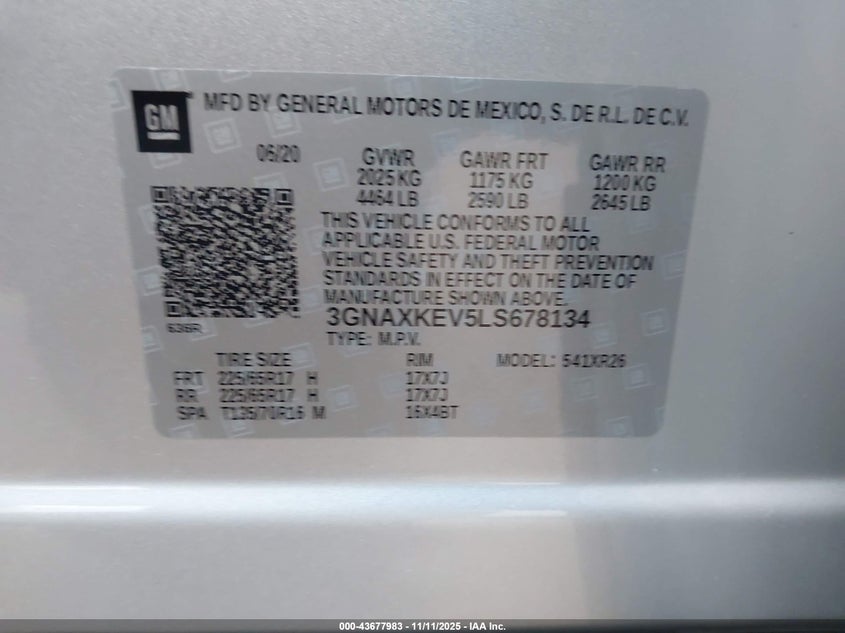 GM
MFD BY GENERAL MOTORS DE MEXICO, S. DE R.L. DE C.V.
06/20 GVWR GAWR FRT GAWR RR
2025 KG 1175 KG 1200 KG
4464 LB 2590 LB 2645 LB
THIS VEHICLE CONFORMS TO ALL
APPLICABLE U.S. FEDERAL MOTOR
VEHICLE SAFETY AND THEFT PREVENTION
STANDARDS IN EFFECT ON THE DATE OF
MANUFACTURE SHOWN ABOVE.
3GNAXKEV5LS678134
636R
TYPE: M.P.V.
TIRE SIZE RIM MODEL: 541XR26
FRT 225/65R17 H 17X7J
RR 225/65R17 H 17X7J
SPA T135/70R16 M 16X4BT
000-43677983 - 11/11/2025 - IAA Inc.